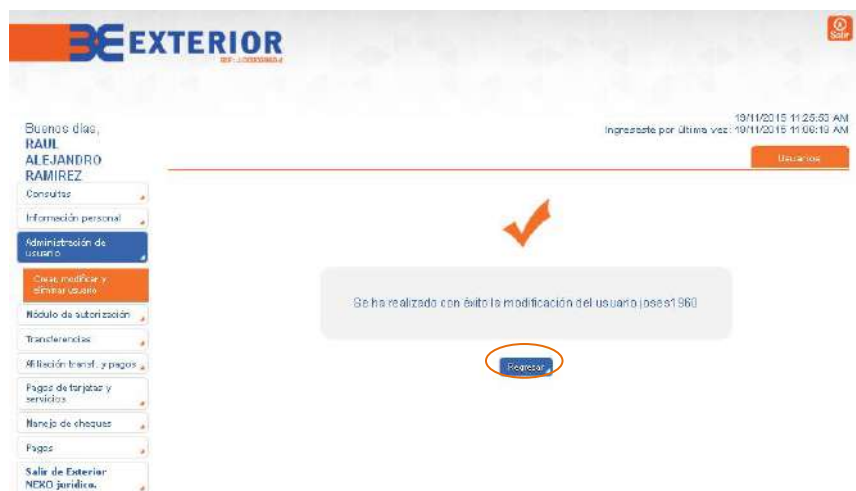 BE EXTERIOR
Salir
19/11/2015 11:25:53 AM
Ingresaste por última vez: 19/11/2015 11:06:19 AM
Buenos días,
RAUL
ALEJANDRO
RAMIREZ
Usuarios
Consultas
Información personal
Administración de
usuario
Crear, modificar y
eliminar usuario
Módulo de autorización
Transferencias
Afiliación transf. y pagos
Pagos de tarjetas y
servicios
Manejo de cheques
Pagos
Salir de Exterior
NEXO jurídico.
Se ha realizado con éxito la modificación del usuario joses1960
Regresar